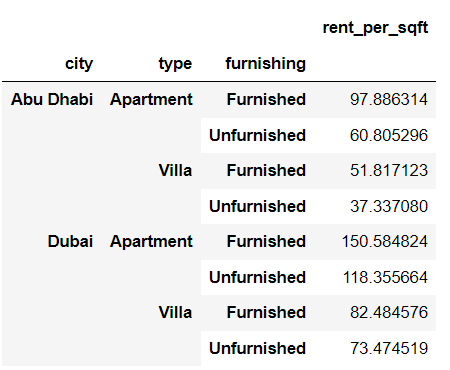 rent_per_sqft
city type furnishing
Abu Dhabi Apartment Furnished 97.886314
Unfurnished 60.805296
Villa Furnished 51.817123
Unfurnished 37.337080
Dubai Apartment Furnished 150.584824
Unfurnished 118.355664
Villa Furnished 82.484576
Unfurnished 73.474519